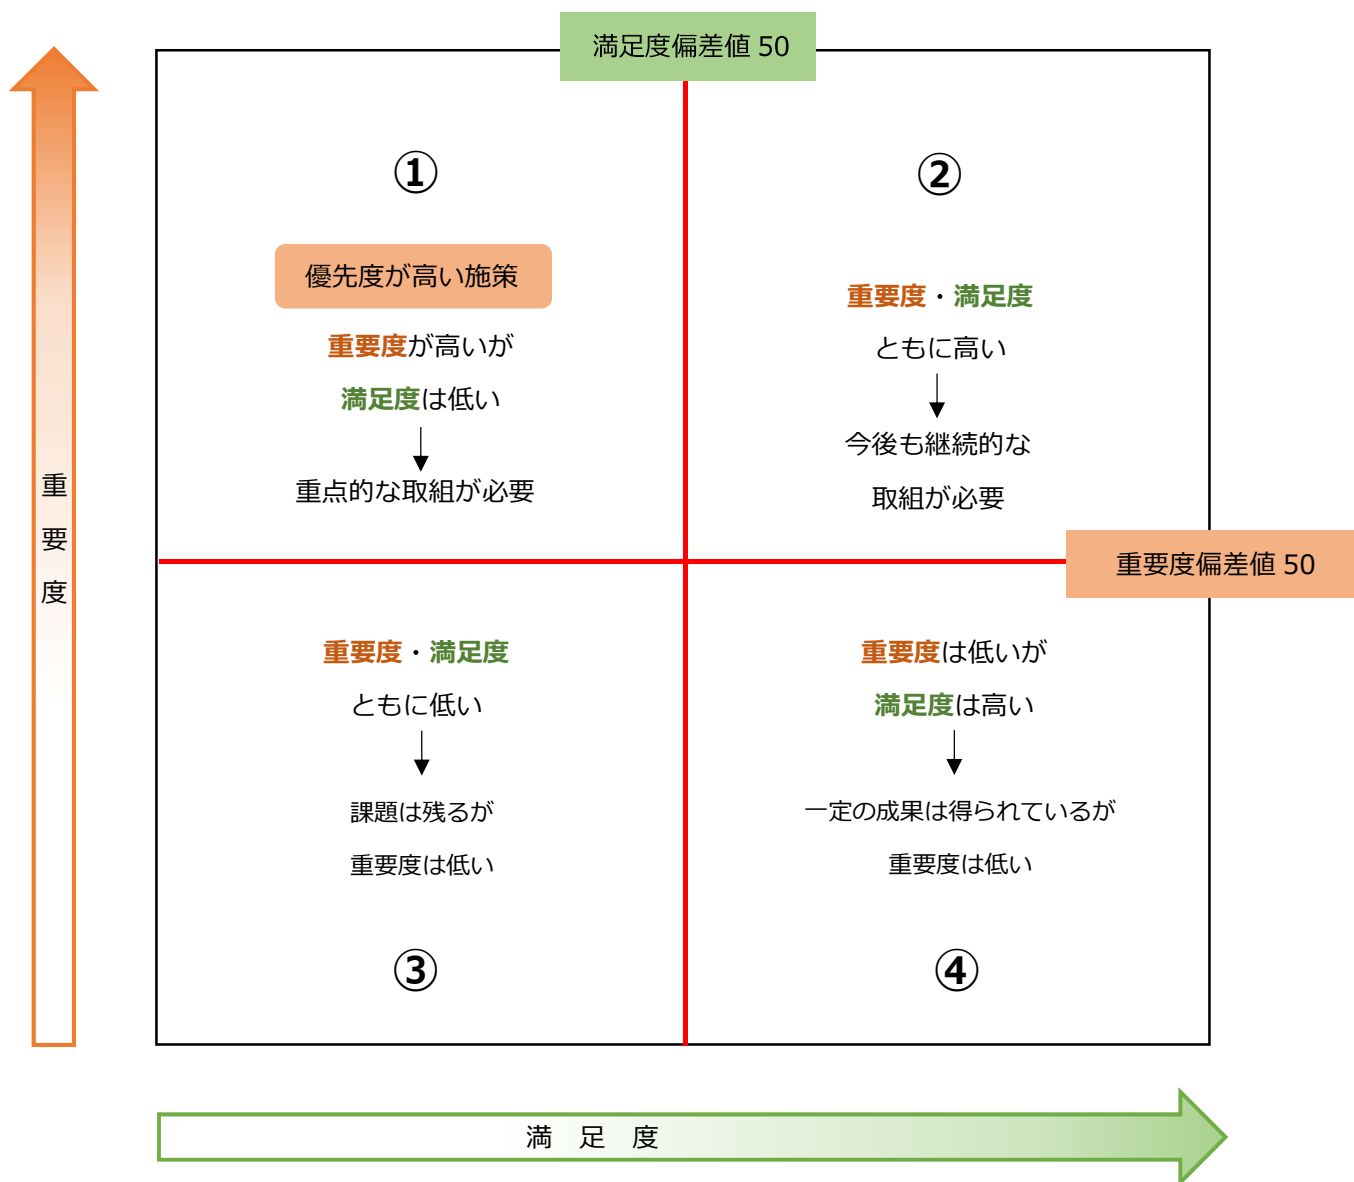 満足度偏差値 50
①
優先度が高い施策
重要度が高いが
満足度は低い
重点的な取組が必要
②
重要度・満足度
ともに高い
今後も継続的な
取組が必要
重要度
重要度偏差値 50
重要度・満足度
ともに低い
課題は残るが
重要度は低い
③
重要度は低いが
満足度は高い
一定の成果は得られているが
重要度は低い
④
満 足 度